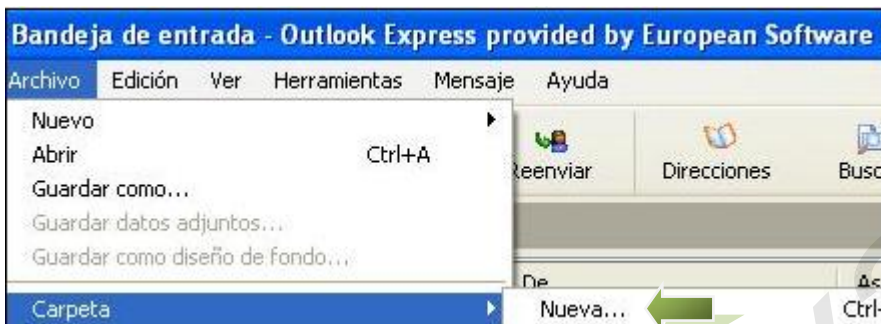 Bandeja de entrada - Outlook Express provided by European Software
Archivo Edición Ver Herramientas Mensaje Ayuda
Nuevo
Abrir Ctrl+A
Reenviar Direcciones
Guardar como...
Guardar datos adjuntos...
Guardar como diseño de fondo...
De
Carpeta Nueva...